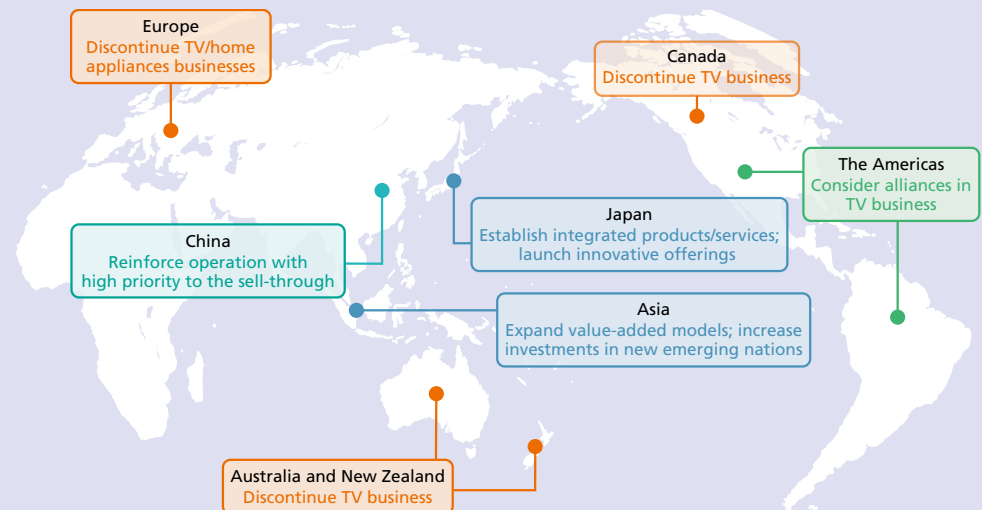 Europe
Discontinue TV/home
appliances businesses
Canada
Discontinue TV business
The Americas
Consider alliances in
TV business
Japan
Establish integrated products/services;
launch innovative offerings
China
Reinforce operation with
high priority to the sell-through
Asia
Expand value-added models; increase
investments in new emerging nations
Australia and New Zealand
Discontinue TV business